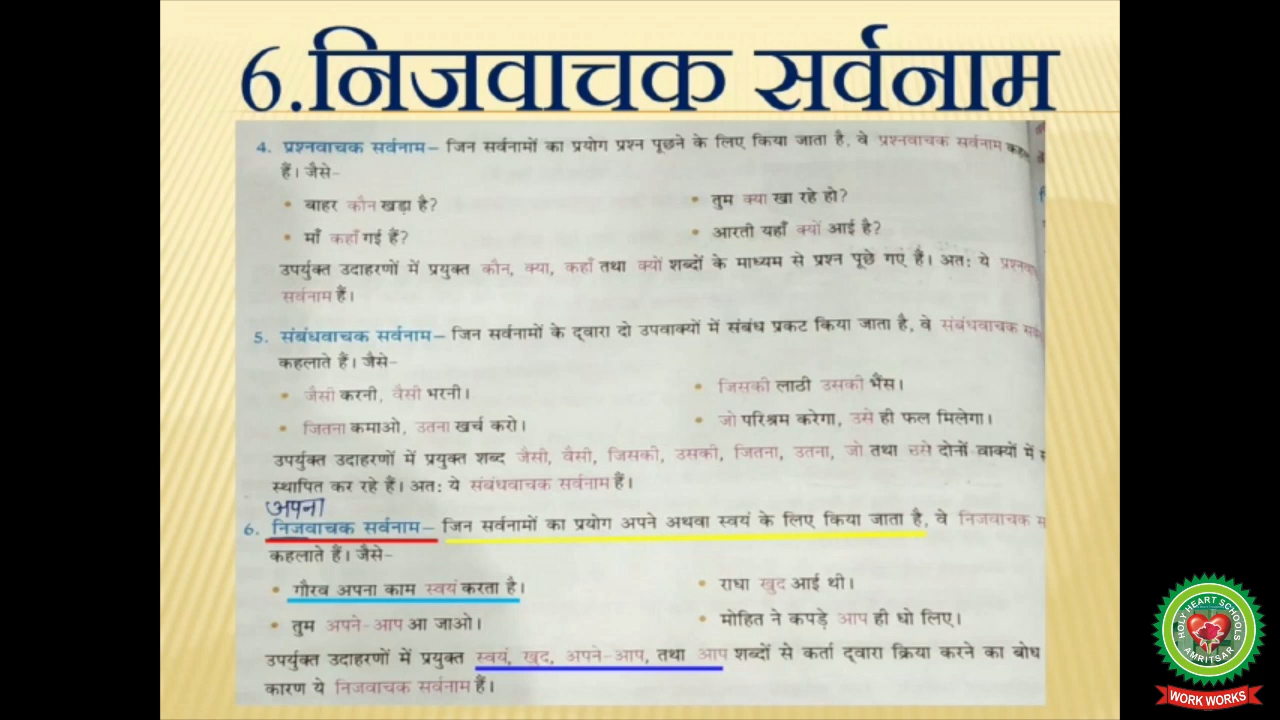 6.निजवाचक सर्वनाम
4. प्रश्नवाचक सर्वनाम– जिन सर्वनामों का प्रयोग प्रश्न पूछने के लिए किया जाता है, वे प्रश्नवाचक सर्वनाम
हैं। जैसे-
• बाहर कौन खड़ा है? • तुम क्या खा रहे हो?
• माँ कहाँ गई हैं? • आरती यहाँ क्यों आई है?
उपर्युक्त उदाहरणों में प्रयुक्त कौन, क्या, कहाँ तथा क्यों शब्दों के माध्यम से प्रश्न पूछे गए हैं। अतः ये
सर्वनाम हैं।
5. संबंधवाचक सर्वनाम– जिन सर्वनामों के द्वारा दो उपवाक्यों में संबंध प्रकट किया जाता है, वे संबंधवाचक
कहलाते हैं। जैसे-
• जैसी करनी, वैसी भरनी। • जिसकी लाठी उसकी भैंस।
• जितना कमाओ, उतना खर्च करो। • जो परिश्रम करेगा, उसे ही फल मिलेगा।
उपर्युक्त उदाहरणों में प्रयुक्त शब्द जैसी, वैसी, जिसकी, उसकी, जितना, उतना, जो तथा उसे दोनों वाक्यों में
स्थापित कर रहे हैं। अतः ये संबंधवाचक सर्वनाम हैं।
अपना
6. निजवाचक सर्वनाम– जिन सर्वनामों का प्रयोग अपने अथवा स्वयं के लिए किया जाता है, वे निजवाचक
कहलाते हैं। जैसे-
• गौरव अपना काम स्वयं करता है। • राधा खुद आई थी।
• तुम अपने-आप आ जाओ। • मोहित ने कपड़े आप ही धो लिए।
उपर्युक्त उदाहरणों में प्रयुक्त स्वयं, खुद, अपने-आप, तथा आप शब्दों से कर्ता द्वारा क्रिया करने का बोध
कारण ये निजवाचक सर्वनाम हैं।
HOLY HEART SCHOOLS
AMRITSAR
WORK WORKS